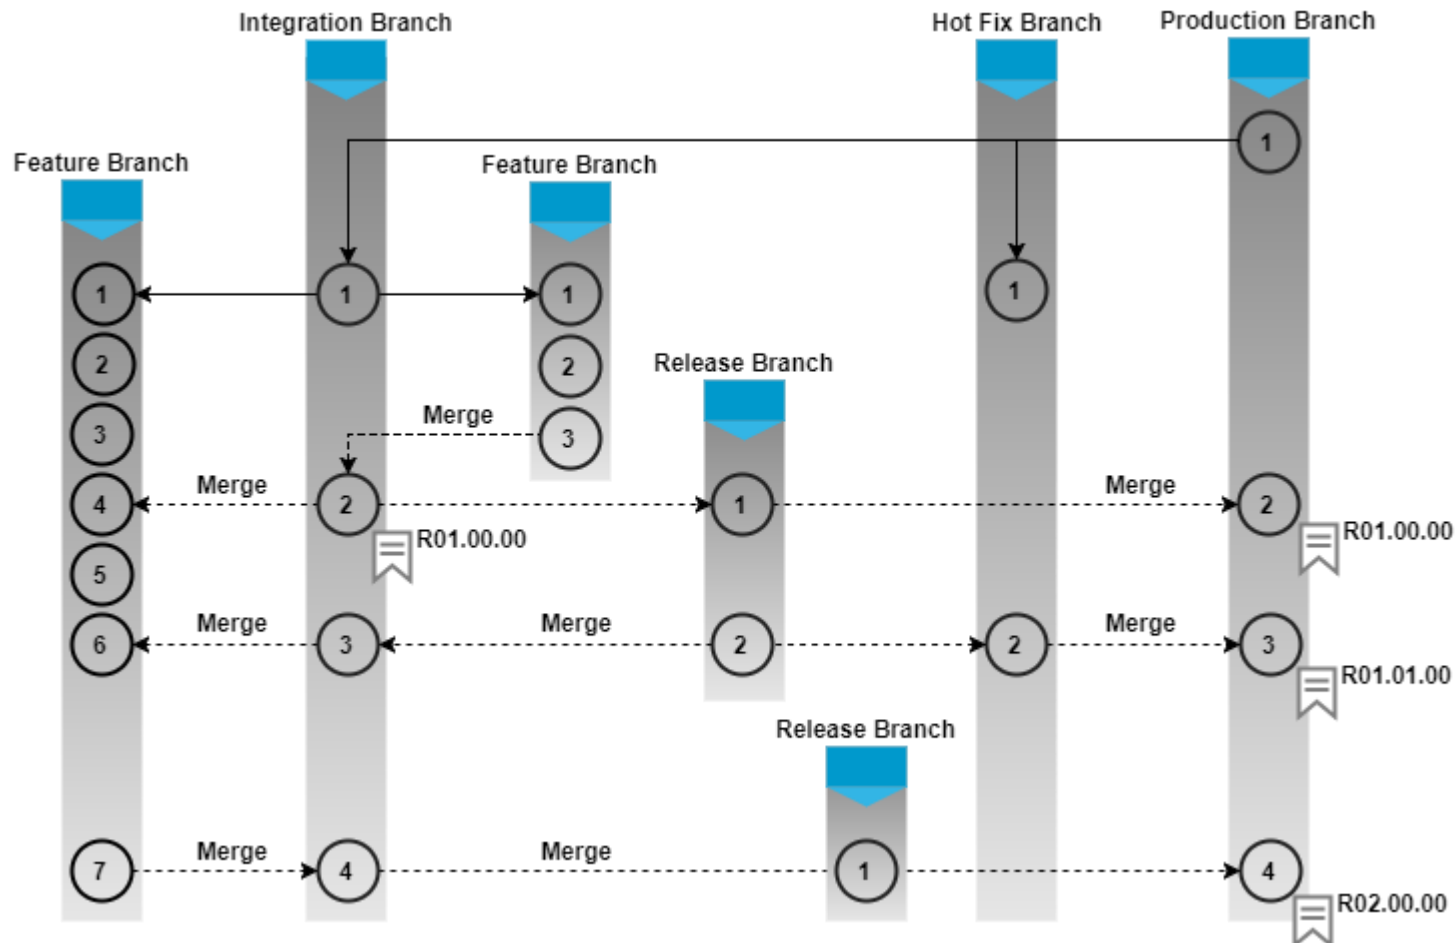 Integration Branch
Hot Fix Branch
Production Branch
1
Feature Branch
Feature Branch
1
1
1
1
2
2
Release Branch
3
Merge
3
Merge
4
2
1
Merge
2
R01.00.00
R01.00.00
5
Merge
Merge
Merge
6
3
2
2
3
R01.01.00
Release Branch
Merge
Merge
7
4
1
4
R02.00.00